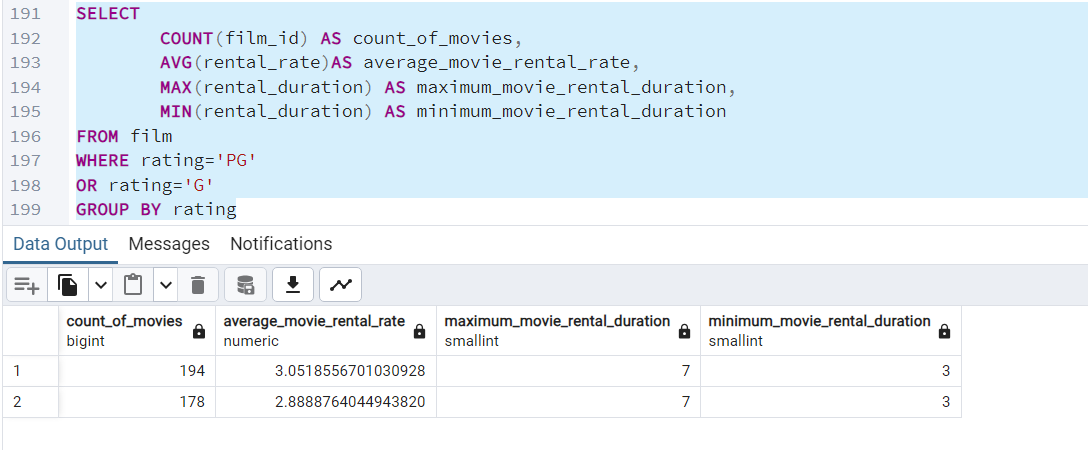 191 SELECT
192 COUNT(film_id) AS count_of_movies,
193 AVG(rental_rate)AS average_movie_rental_rate,
194 MAX(rental_duration) AS maximum_movie_rental_duration,
195 MIN(rental_duration) AS minimum_movie_rental_duration
196 FROM film
197 WHERE rating='PG'
198 OR rating='G'
199 GROUP BY rating
Data Output Messages Notifications
count_of_movies average_movie_rental_rate maximum_movie_rental_duration minimum_movie_rental_duration
bigint numeric smallint smallint
1 194 3.0518556701030928 7 3
2 178 2.8888764044943820 7 3